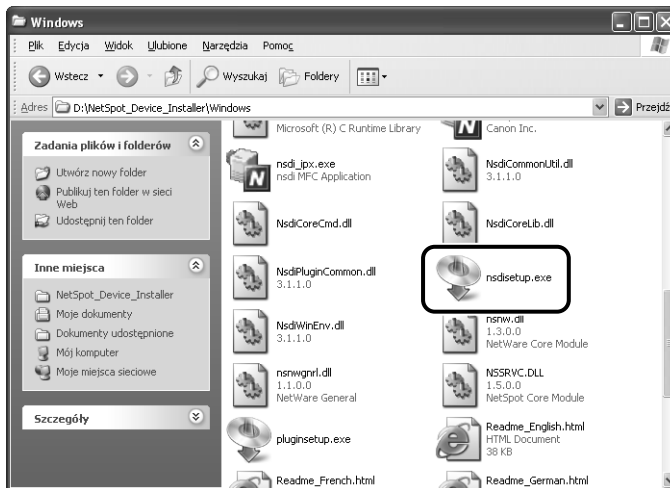 Windows
Plik Edycja Widok Ulubione Narzędzia Pomoc
Wstecz Wyszukaj Foldery
Adres D:\NetSpot_Device_Installer\Windows Przejdź
Zadania plików i folderów
Utwórz nowy folder
Publikuj ten folder w sieci
Web
Udostępnij ten folder
Inne miejsca
NetSpot_Device_Installer
Moje dokumenty
Dokumenty udostępnione
Mój komputer
Moje miejsca sieciowe
Szczegóły
Microsoft (R) C Runtime Library
Canon Inc.
nsdi_ipx.exe
nsdi MFC Application
NsdiCommonUtil.dll
3.1.1.0
NsdiCoreCmd.dll
NsdiCoreLib.dll
NsdiPluginCommon.dll
3.1.1.0
nsdisetup.exe
NsdiWinEnv.dll
3.1.1.0
nsnw.dll
1.3.0.0
NetWare Core Module
nsnwgnrl.dll
1.1.0.0
NetWare General
NSSRVC.DLL
1.5.0.0
NetSpot Core Module
pluginsetup.exe
Readme_English.html
HTML Document
38 KB
Readme_French.html
Readme_German.html